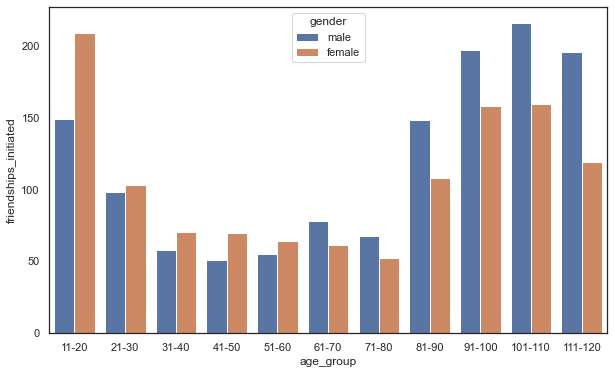 gender
male
female
friendships_initiated
200
150
100
50
0
11-20 21-30 31-40 41-50 51-60 61-70 71-80 81-90 91-100 101-110 111-120
age_group